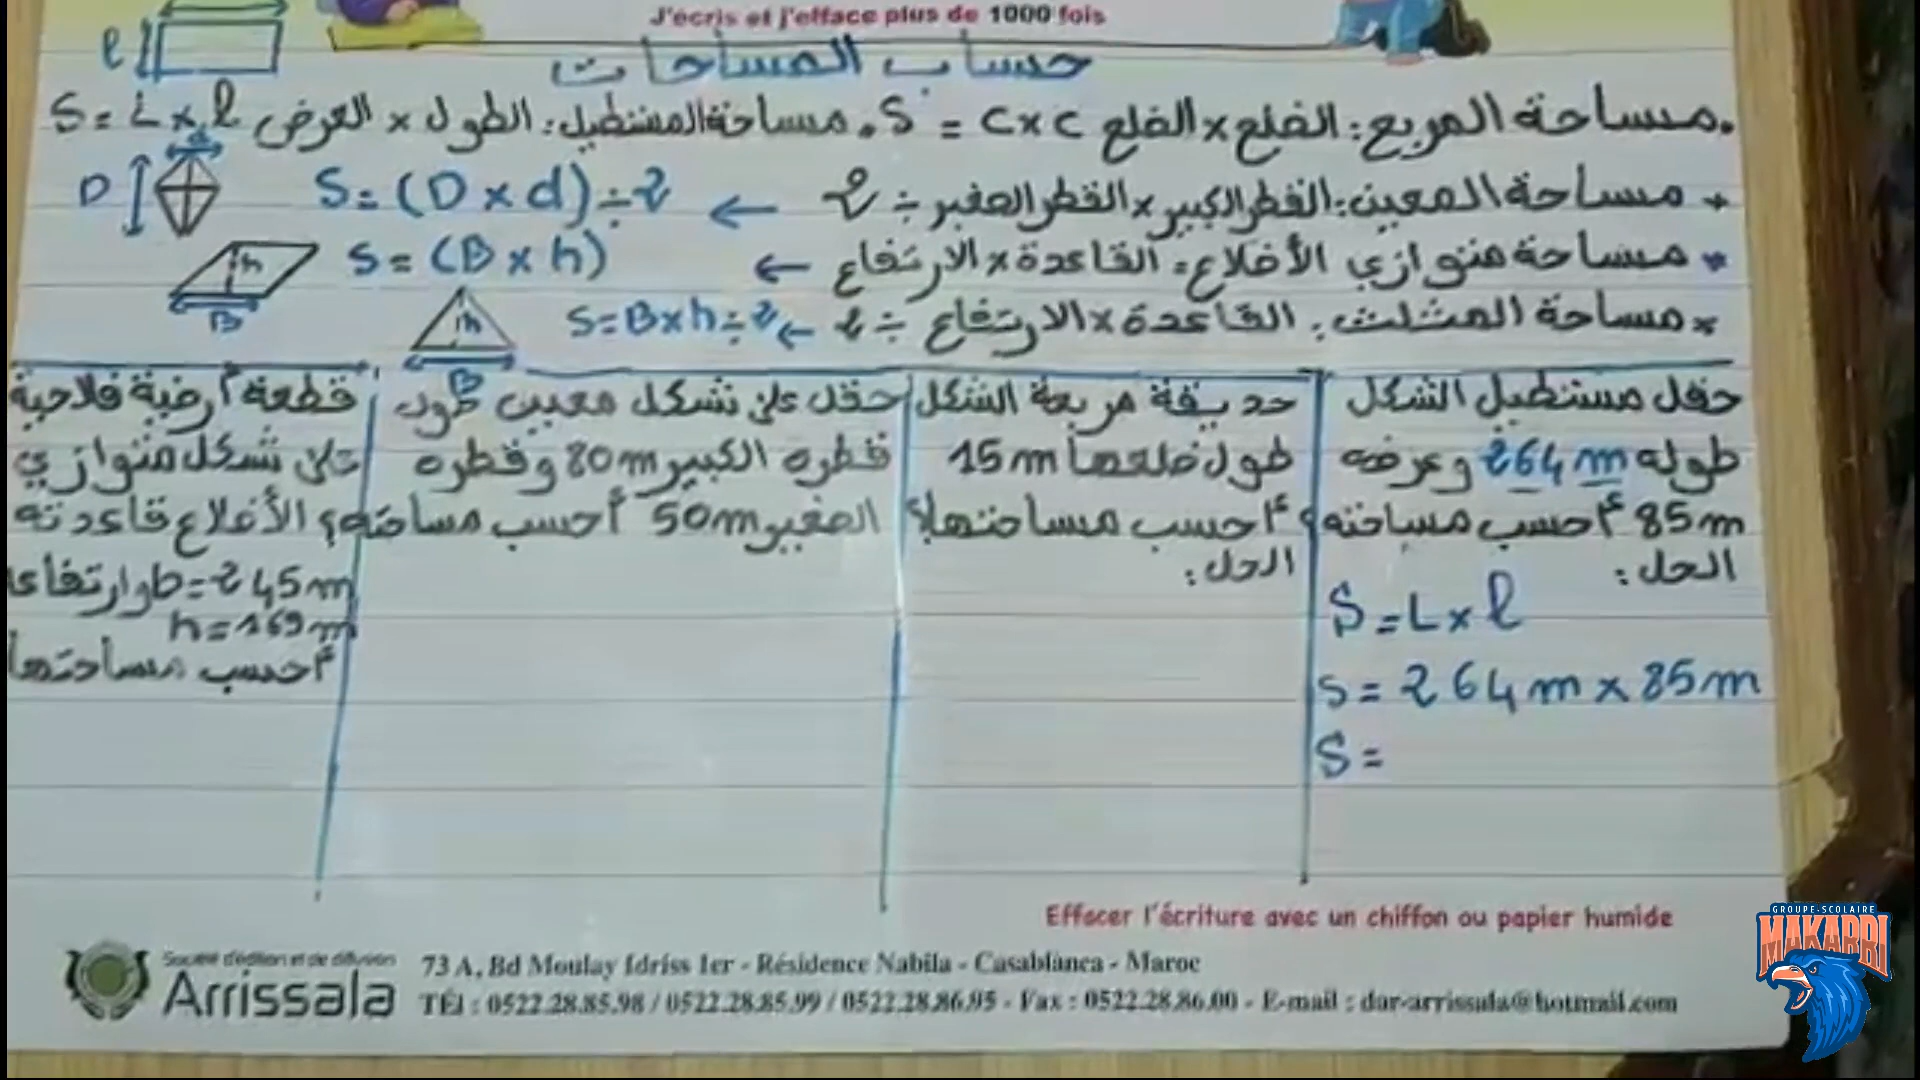 J'écris et j'efface plus de 1000 fois
حساب المساحات
l
.مساحة المربع: الضلع x الضلع S = C x C . مساحة المستطيل: الطول x العرض S = L x l
مساحة المعين: القطر الكبير x القطر الصغير ÷ 2 ← S = (D x d) ÷ 2
D
مساحة متوازي الأضلاع = القاعدة x الارتفاع ← S = (B x h)
h
B
x مساحة المثلث: القاعدة x الارتفاع ÷ 2 ← S = B x h ÷ 2
h
B
حقل مستطيل الشكل
طوله 264 m وعرضه
85 m أحسب مساحته؟
الحل:
S = L x l
S = 264 m x 85 m
S =
حديقة مربعة الشكل
طول ضلعها 15 m
أحسب مساحتها؟
الحل:
حقل على شكل معين طول
قطره الكبير 80 m وقطره
الصغير 50 m أحسب مساحته؟
قطعة أرضية فلاحية
على شكل متوازي
الأضلاع قاعدته
245 m
h = 169 m
أحسب مساحتها
Effacer l'écriture avec un chiffon ou papier humide
GROUPE-SCOLAIRE
MAKARRI
Société d'édition et de diffusion
Arrissala
73 A, Bd Moulay Idriss 1er - Résidence Nabila - Casablanca - Maroc
TÉl : 0522.28.85.98 / 0522.28.85.99 / 0522.28.86.95 - Fax : 0522.28.86.00 - E-mail : dar-arrissala@hotmail.com